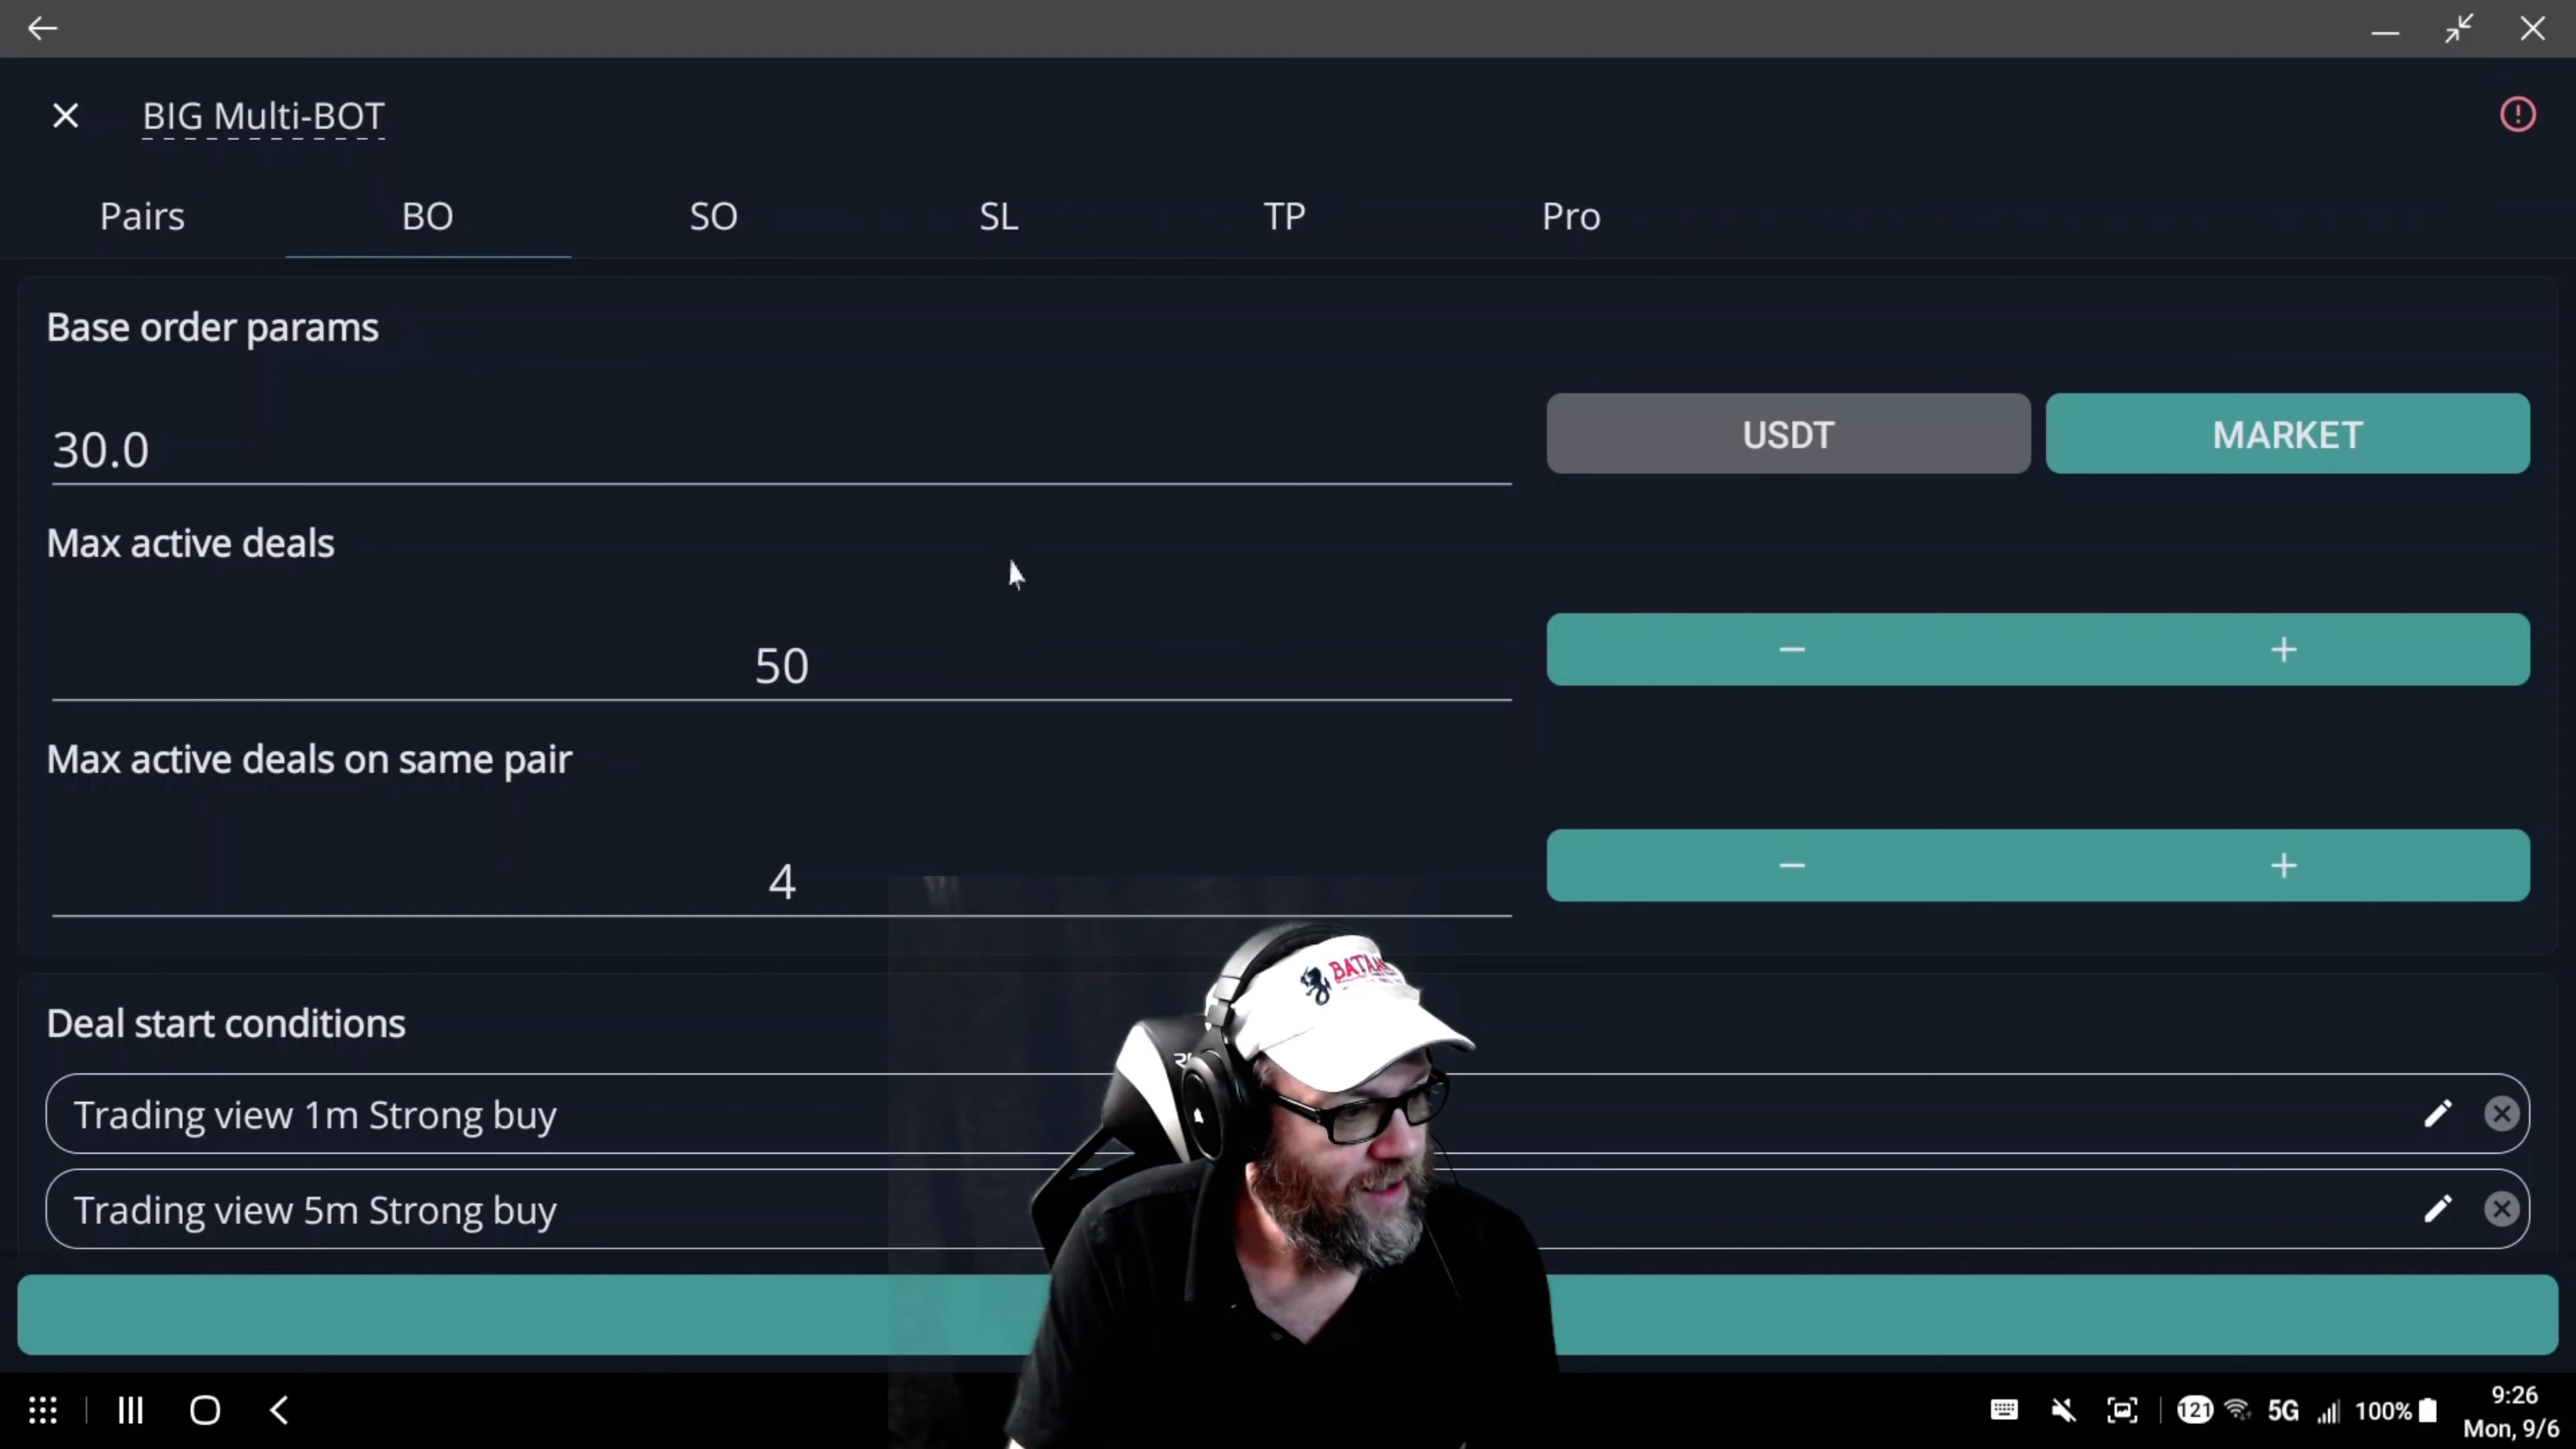 BIG Multi-BOT
Pairs BO SO SL TP Pro
Base order params
30.0 USDT MARKET
Max active deals
50 − +
Max active deals on same pair
4 − +
Deal start conditions
Trading view 1m Strong buy
Trading view 5m Strong buy
121 5G 100% 9:26
Mon, 9/6